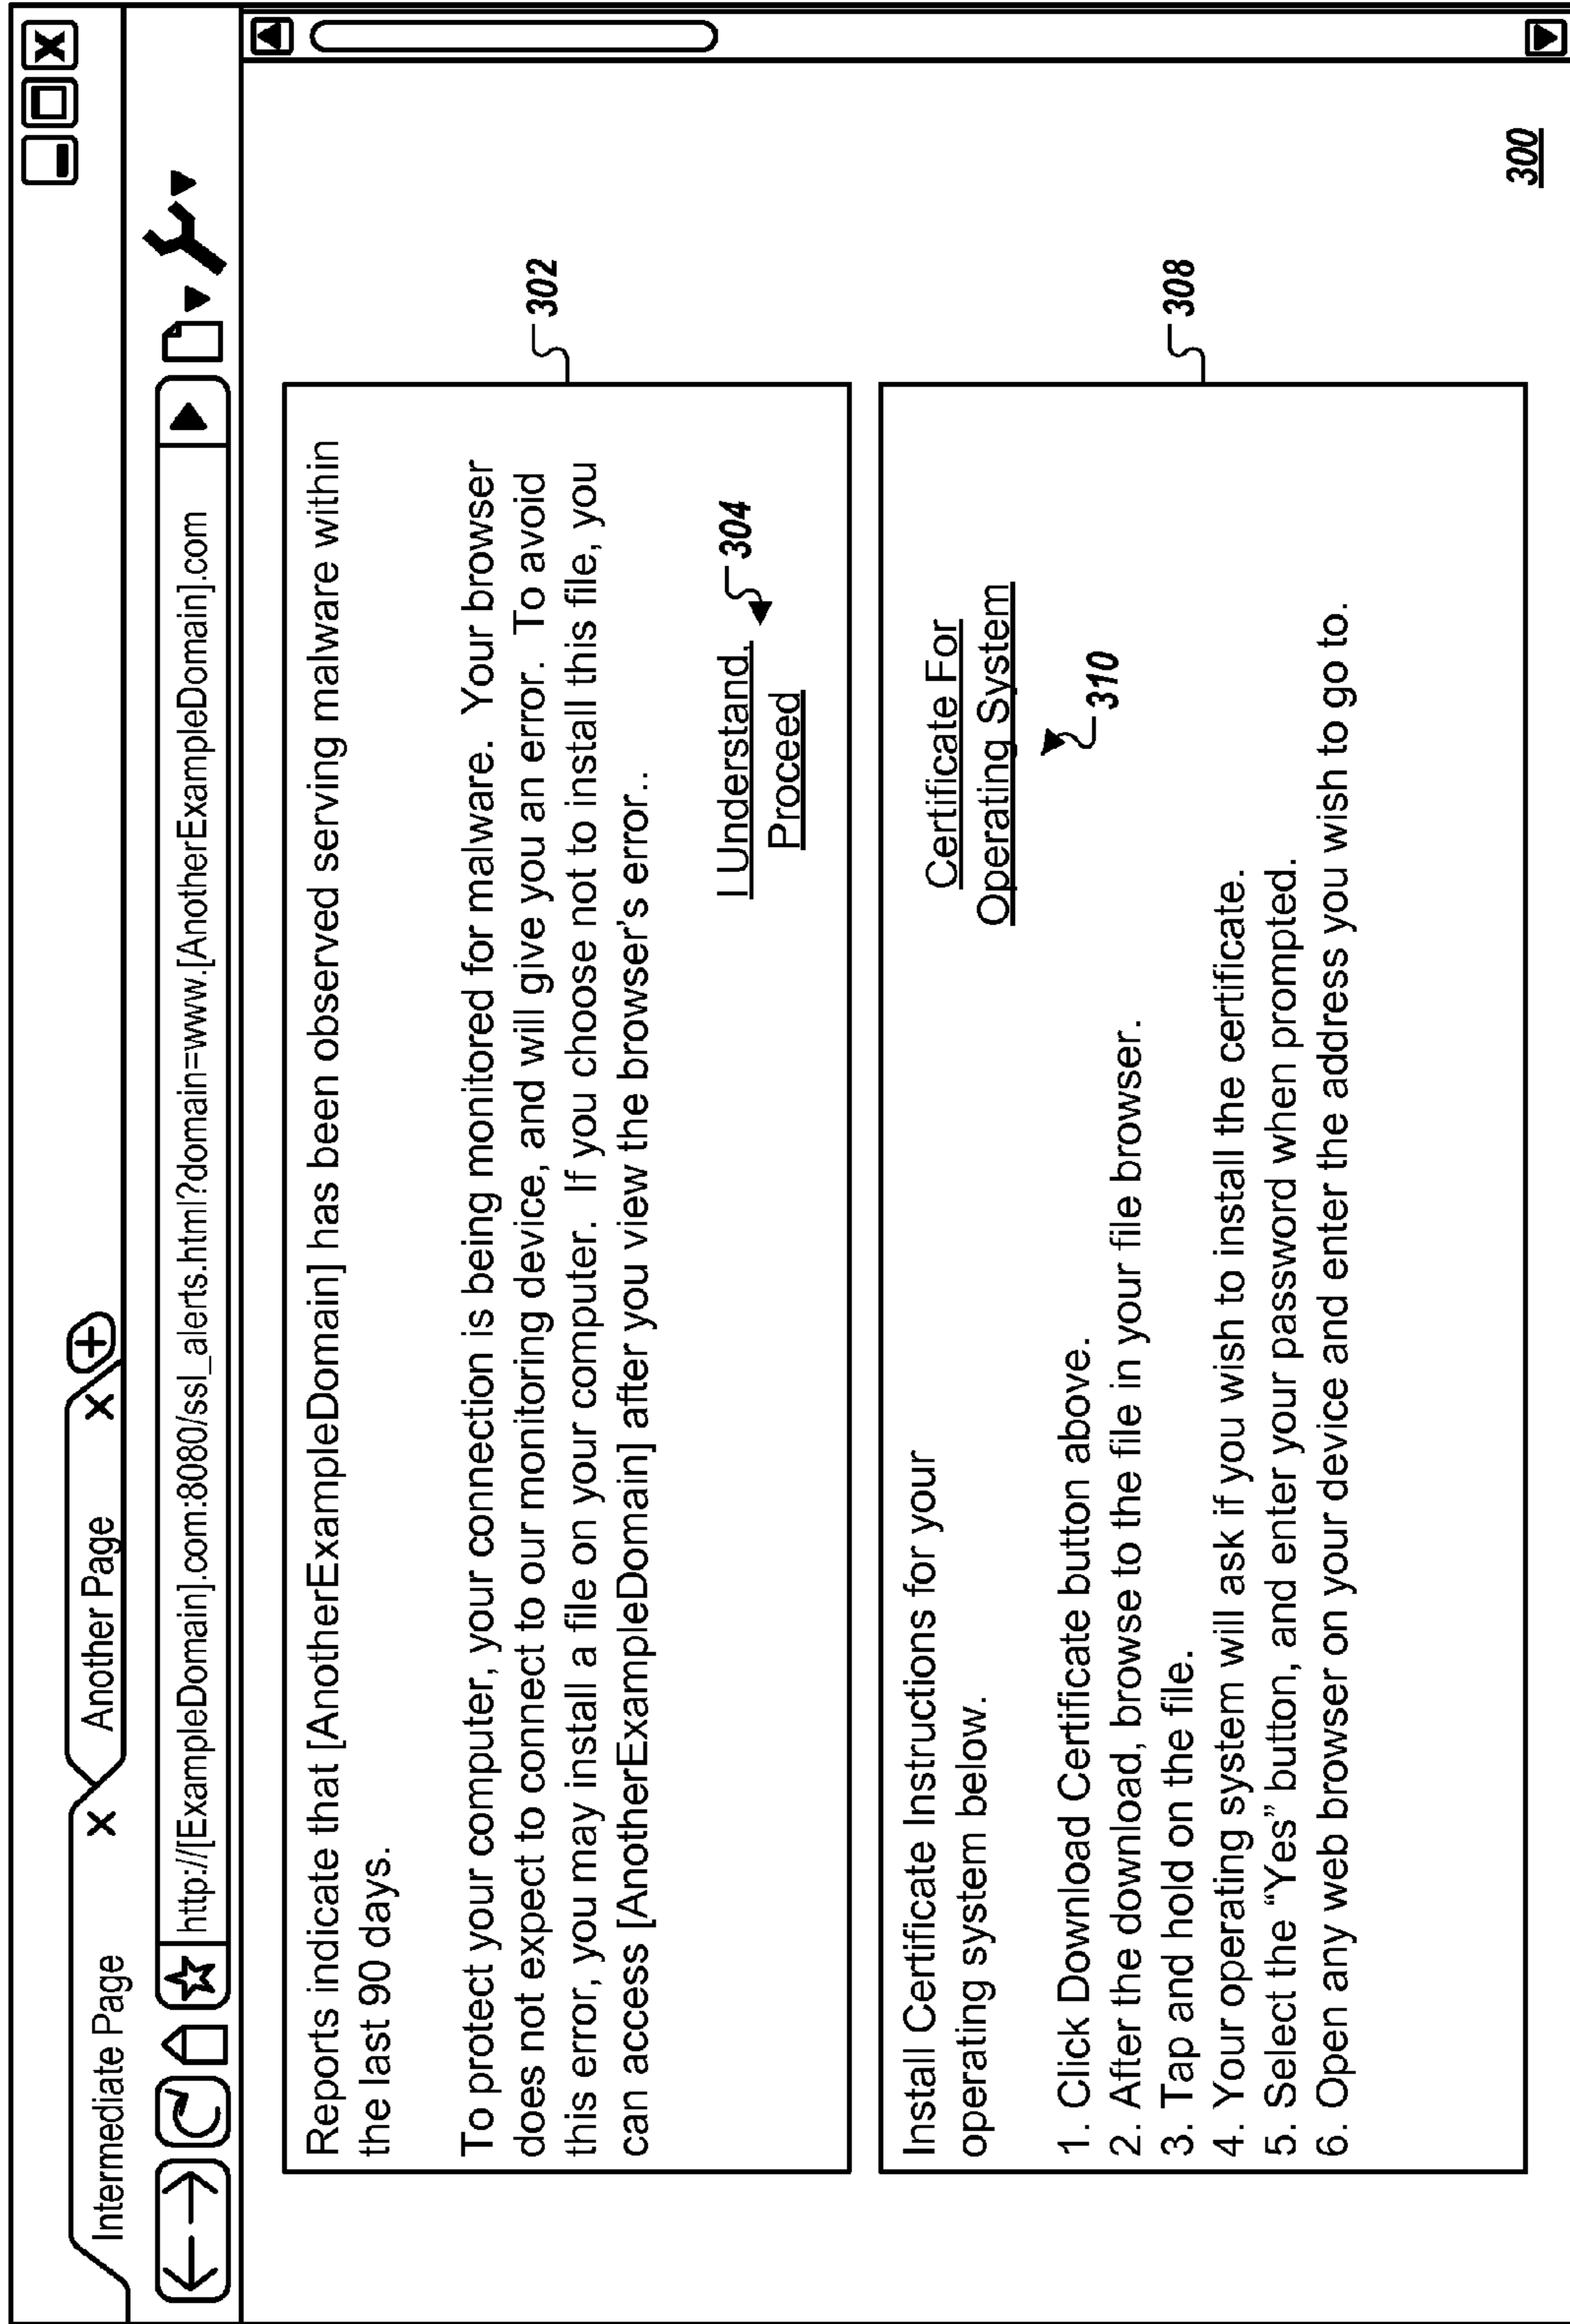 Intermediate Page X Another Page X
http://[ExampleDomain].com:8080/ssl_alerts.html?domain=www.[AnotherExampleDomain].com
Reports indicate that [AnotherExampleDomain] has been observed serving malware within
the last 90 days.
To protect your computer, your connection is being monitored for malware. Your browser
does not expect to connect to our monitoring device, and will give you an error. To avoid
this error, you may install a file on your computer. If you choose not to install this file, you
can access [AnotherExampleDomain] after you view the browser's error..
I Understand,
Proceed
304
302
Install Certificate Instructions for your
operating system below.
Certificate For
Operating System
310
1. Click Download Certificate button above.
2. After the download, browse to the file in your file browser.
3. Tap and hold on the file.
4. Your operating system will ask if you wish to install the certificate.
5. Select the “Yes” button, and enter your password when prompted.
6. Open any web browser on your device and enter the address you wish to go to.
308
300